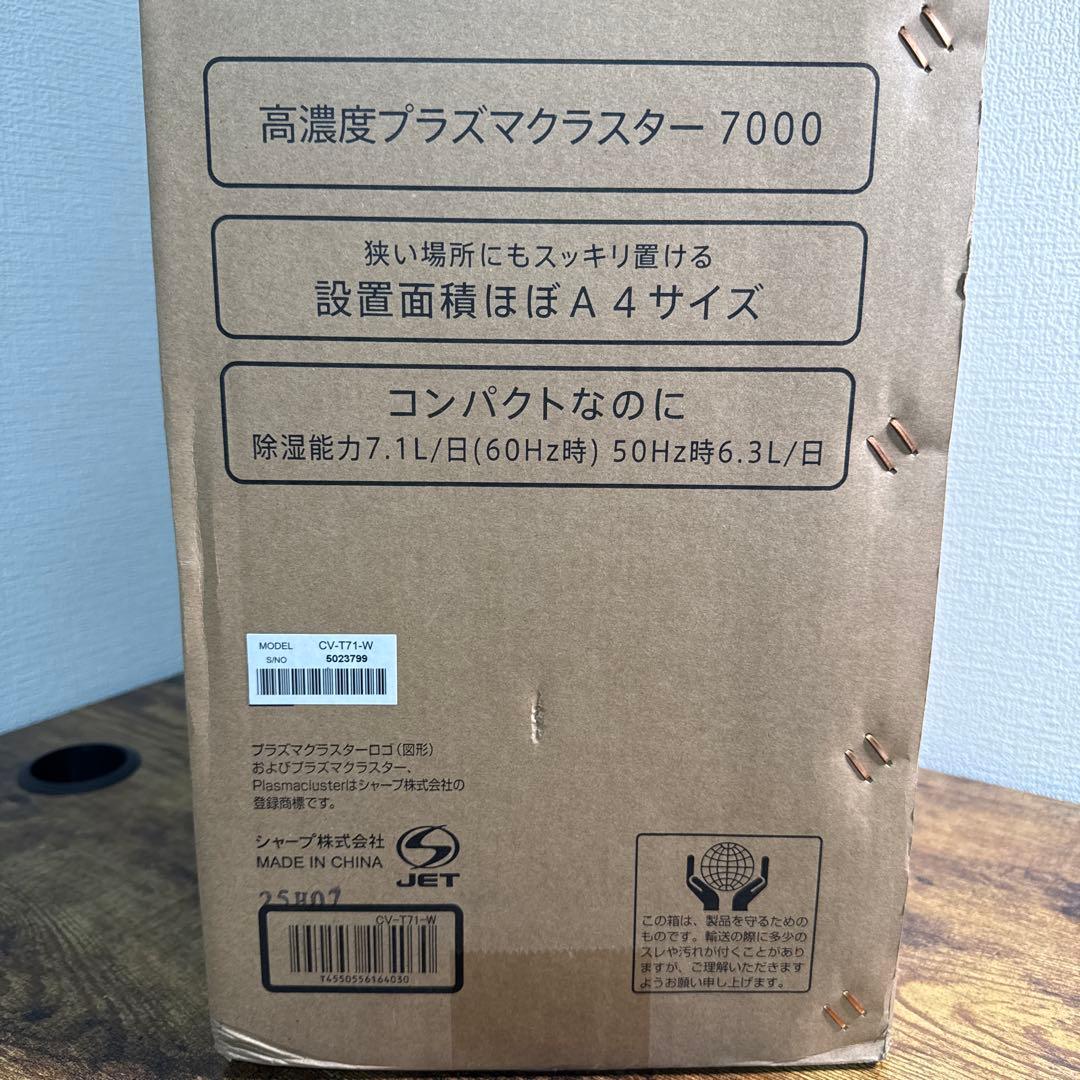 高濃度プラズマクラスター 7000
狭い場所にもスッキリ置ける
設置面積ほぼA4サイズ
コンパクトなのに
除湿能力7.1L/日(60Hz時) 50Hz時6.3L/日
MODEL CV-T71-W
S/NO 5023799
プラズマクラスターロゴ(図形)
およびプラズマクラスター、
Plasmaclusterはシャープ株式会社の
登録商標です。
シャープ株式会社
MADE IN CHINA
JET
25H07
CV-T71-W
T4550556164030
この箱は、製品を守るための
ものです。輸送の際に多少の
スレや汚れが付くことがあり
ますが、ご理解いただきます
ようお願い申し上げます。